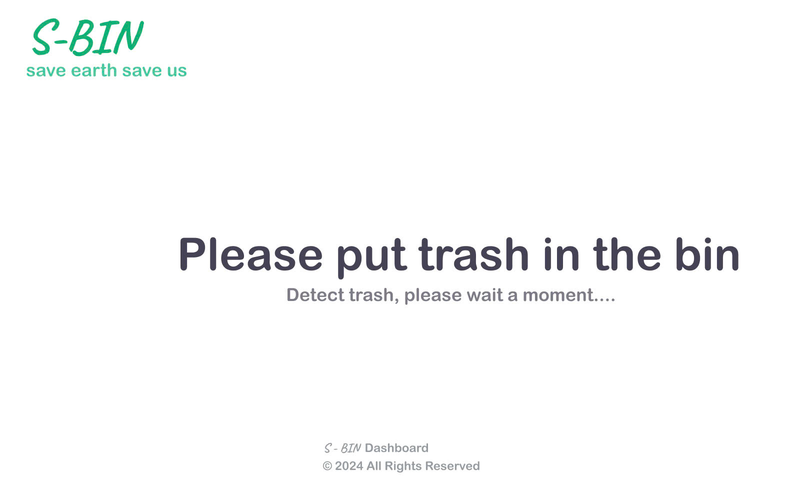 S-BIN
save earth save us
Please put trash in the bin
Detect trash, please wait a moment....
S - BIN Dashboard
© 2024 All Rights Reserved